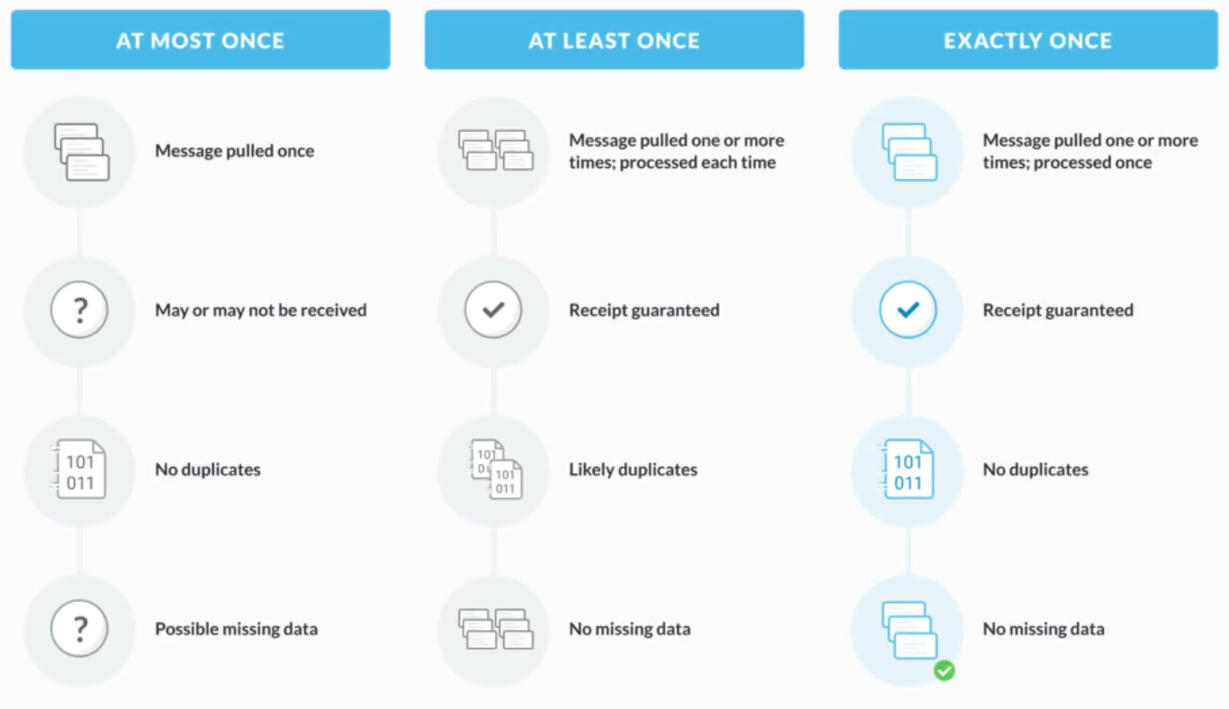 AT MOST ONCE
Message pulled once
?
May or may not be received
101
011
No duplicates
?
Possible missing data
AT LEAST ONCE
Message pulled one or more
times; processed each time
Receipt guaranteed
101
0
101
011
Likely duplicates
No missing data
EXACTLY ONCE
Message pulled one or more
times; processed once
Receipt guaranteed
101
011
No duplicates
No missing data